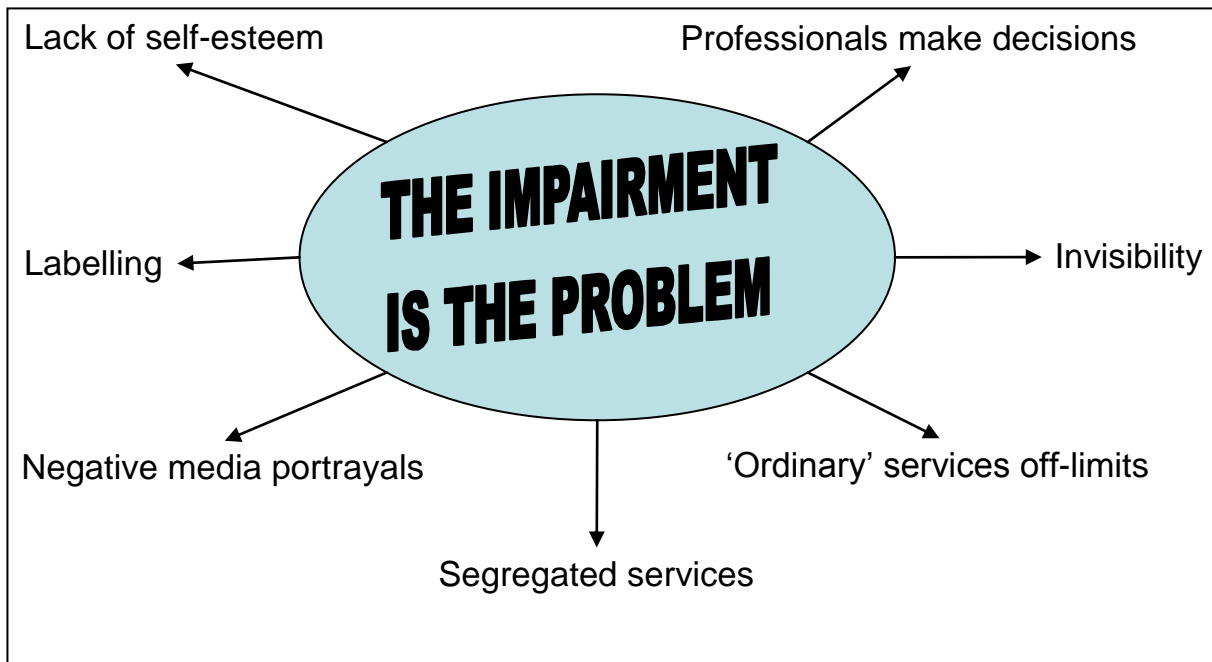 Lack of self-esteem
Professionals make decisions
THE IMPAIRMENT
IS THE PROBLEM
Labelling
Invisibility
Negative media portrayals
‘Ordinary’ services off-limits
Segregated services